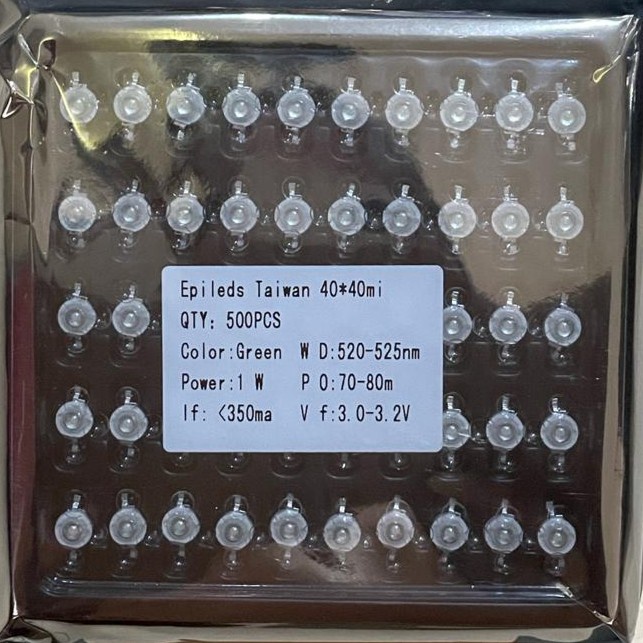 Epileds Taiwan 40*40mi
QTY: 500PCS
Color:Green W D:520-525nm
Power:1 W P O:70-80m
If: <350ma V f:3.0-3.2V